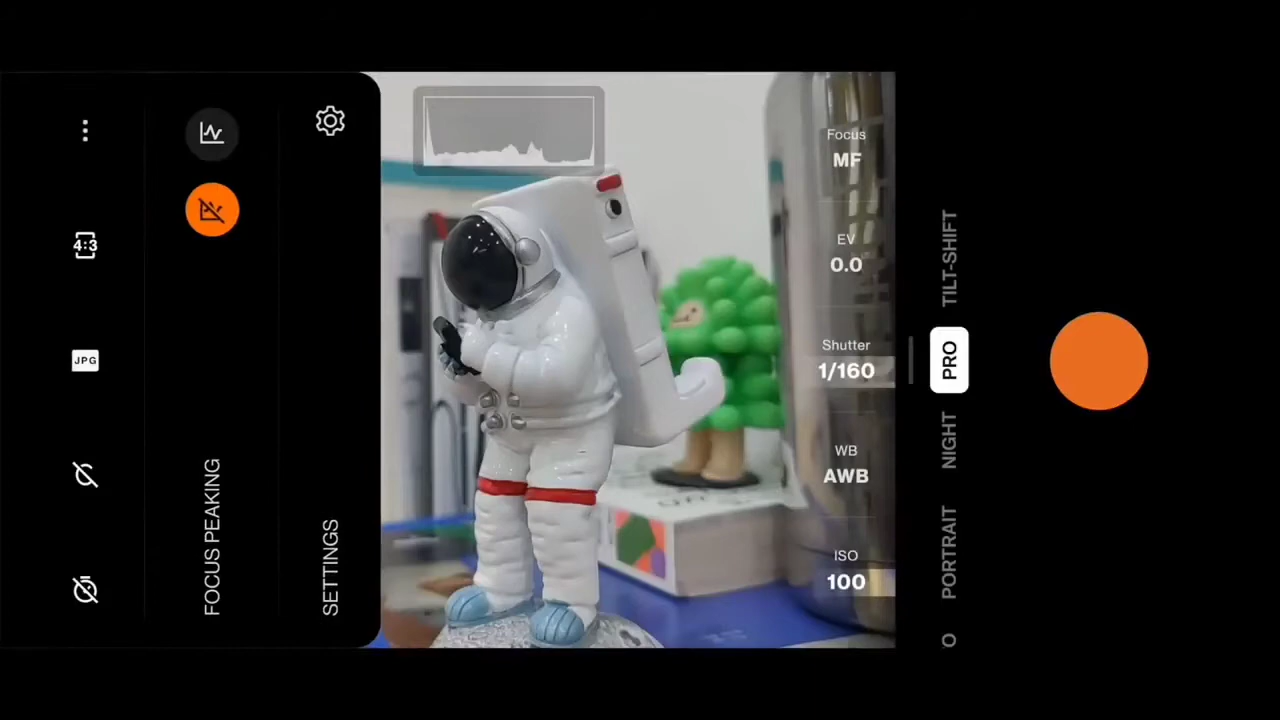 4:3
JPG
FOCUS PEAKING
SETTINGS
Focus
MF
EV
0.0
Shutter
1/160
WB
AWB
ISO
100
TILT-SHIFT
PRO
NIGHT
PORTRAIT
O